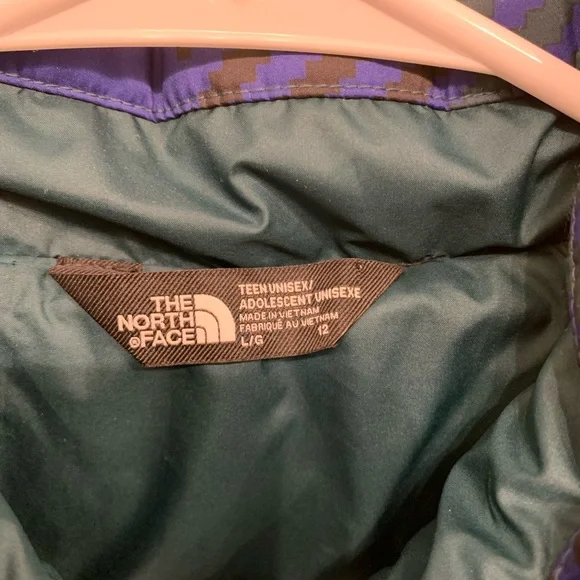 THE
NORTH
FACE
TEEN UNISEX/
ADOLESCENT UNISEXE
MADE IN VIETNAM
FABRIQUÉ AU VIETNAM
L/G 12